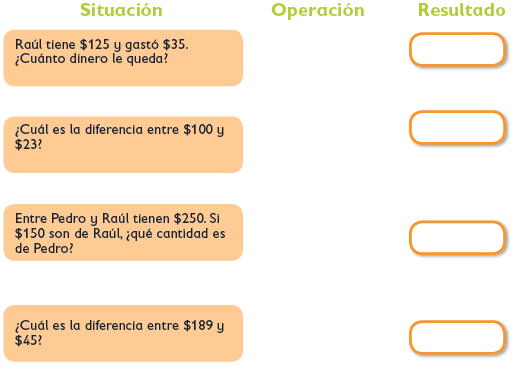 Situación Operación Resultado
Raúl tiene $125 y gastó $35.
¿Cuánto dinero le queda?
¿Cuál es la diferencia entre $100 y
$23?
Entre Pedro y Raúl tienen $250. Si
$150 son de Raúl, ¿qué cantidad es
de Pedro?
¿Cuál es la diferencia entre $189 y
$45?